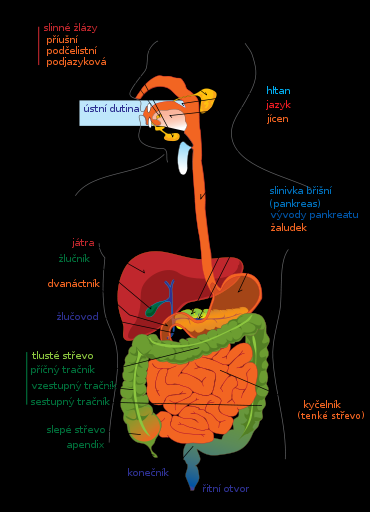 slinné žlázy
příušní
podčelistní
podjazyková
ústní dutina
hltan
jazyk
jícen
slinivka břišní
(pankreas)
vývody pankreatu
žaludek
játra
žlučník
dvanáctník
žlučovod
tlusté střevo
příčný tračník
vzestupný tračník
sestupný tračník
slepé střevo
apendix
konečník
řitní otvor
kyčelník
(tenké střevo)